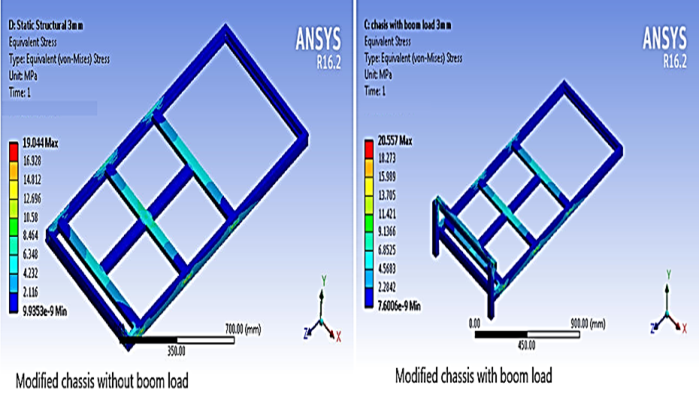 D: Static Structural 3mm
Equivalent Stress
Type: Equivalent (von-Mises) Stress
Unit: MPa
Time: 1
ANSYS
R16.2
19.044 Max
16.928
14.812
12.696
10.58
8.464
6.348
4.232
2.116
9.9353e-9 Min
700.00 (mm)
350.00
Y
Z
X
Modified chassis without boom load
C: chasis with boom load 3mm
Equivalent Stress
Type: Equivalent (von-Mises) Stress
Unit: MPa
Time: 1
ANSYS
R16.2
20.557 Max
18.273
15.989
13.705
11.421
9.1366
6.8525
4.5683
2.2842
7.6006e-9 Min
0.00
900.00 (mm)
450.00
Y
Z
X
Modified chassis with boom load